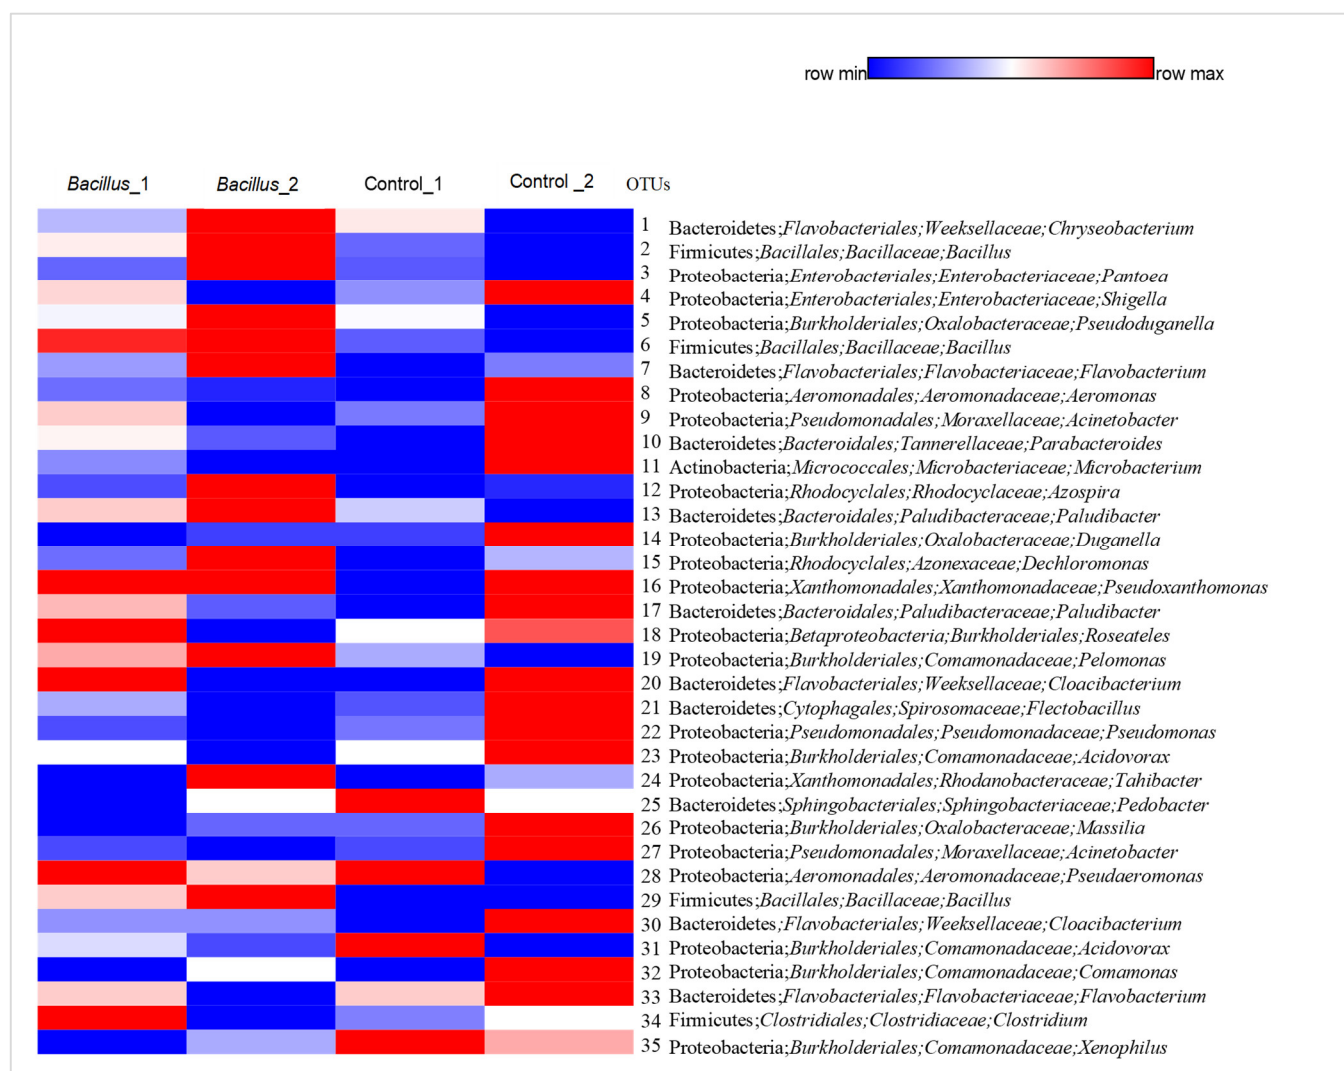 row min row max
Bacillus_1 Bacillus_2 Control_1 Control _2 OTUs
1 Bacteroidetes;Flavobacteriales;Weeksellaceae;Chryseobacterium
2 Firmicutes;Bacillales;Bacillaceae;Bacillus
3 Proteobacteria;Enterobacteriales;Enterobacteriaceae;Pantoea
4 Proteobacteria;Enterobacteriales;Enterobacteriaceae;Shigella
5 Proteobacteria;Burkholderiales;Oxalobacteraceae;Pseudoduganella
6 Firmicutes;Bacillales;Bacillaceae;Bacillus
7 Bacteroidetes;Flavobacteriales;Flavobacteriaceae;Flavobacterium
8 Proteobacteria;Aeromonadales;Aeromonadaceae;Aeromonas
9 Proteobacteria;Pseudomonadales;Moraxellaceae;Acinetobacter
10 Bacteroidetes;Bacteroidales;Tannerellaceae;Parabacteroides
11 Actinobacteria;Micrococcales;Microbacteriaceae;Microbacterium
12 Proteobacteria;Rhodocyclales;Rhodocyclaceae;Azospira
13 Bacteroidetes;Bacteroidales;Paludibacteraceae;Paludibacter
14 Proteobacteria;Burkholderiales;Oxalobacteraceae;Duganella
15 Proteobacteria;Rhodocyclales;Azonexaceae;Dechloromonas
16 Proteobacteria;Xanthomonadales;Xanthomonadaceae;Pseudoxanthomonas
17 Bacteroidetes;Bacteroidales;Paludibacteraceae;Paludibacter
18 Proteobacteria;Betaproteobacteria;Burkholderiales;Roseateles
19 Proteobacteria;Burkholderiales;Comamonadaceae;Pelomonas
20 Bacteroidetes;Flavobacteriales;Weeksellaceae;Cloacibacterium
21 Bacteroidetes;Cytophagales;Spirosomaceae;Flectobacillus
22 Proteobacteria;Pseudomonadales;Pseudomonadaceae;Pseudomonas
23 Proteobacteria;Burkholderiales;Comamonadaceae;Acidovorax
24 Proteobacteria;Xanthomonadales;Rhodanobacteraceae;Tahibacter
25 Bacteroidetes;Sphingobacteriales;Sphingobacteriaceae;Pedobacter
26 Proteobacteria;Burkholderiales;Oxalobacteraceae;Massilia
27 Proteobacteria;Pseudomonadales;Moraxellaceae;Acinetobacter
28 Proteobacteria;Aeromonadales;Aeromonadaceae;Pseudaeromonas
29 Firmicutes;Bacillales;Bacillaceae;Bacillus
30 Bacteroidetes;Flavobacteriales;Weeksellaceae;Cloacibacterium
31 Proteobacteria;Burkholderiales;Comamonadaceae;Acidovorax
32 Proteobacteria;Burkholderiales;Comamonadaceae;Comamonas
33 Bacteroidetes;Flavobacteriales;Flavobacteriaceae;Flavobacterium
34 Firmicutes;Clostridiales;Clostridiaceae;Clostridium
35 Proteobacteria;Burkholderiales;Comamonadaceae;Xenophilus